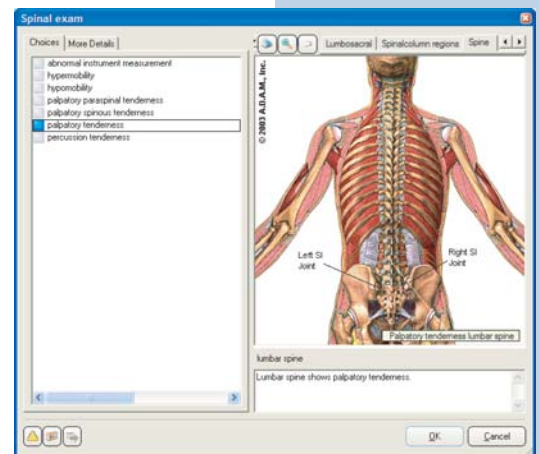 Spinal exam
Choices
More Details
Lumbosacral
Spinalcolumn regions
Spine
abnormal instrument measurement
hypermobility
hypomobility
palpatory paraspinal tenderness
palpatory spinous tenderness
palpatory tenderness
percussion tenderness
© 2003 A.D.A.M., Inc.
Left SI
Joint
Right SI
Joint
Palpatory tenderness lumbar spine
lumbar spine
Lumbar spine shows palpatory tenderness.
OK
Cancel